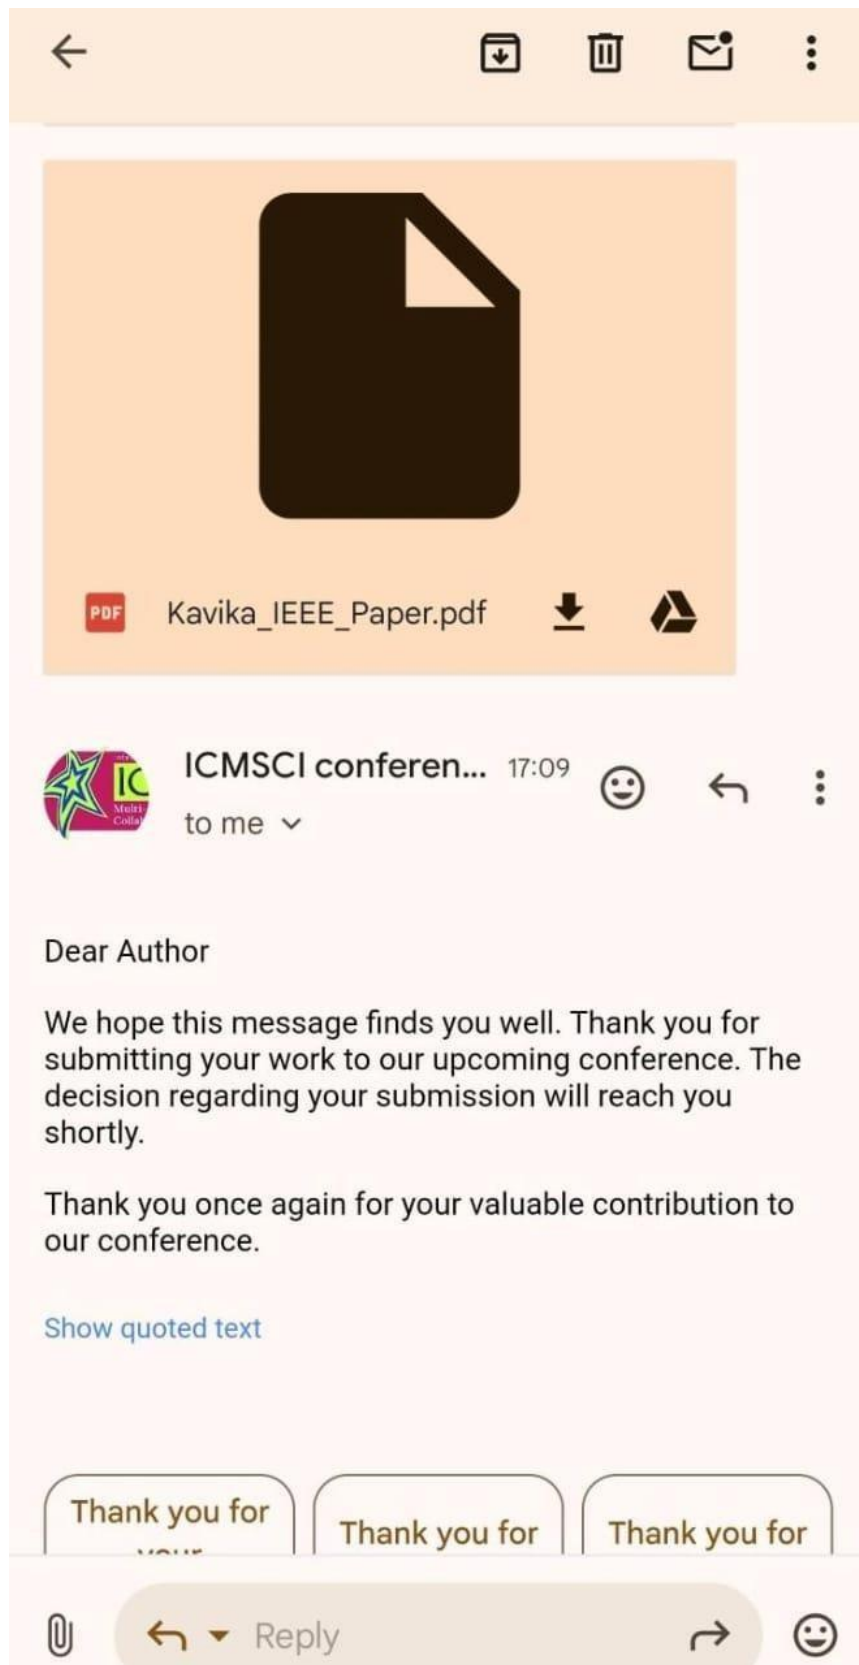 PDF Kavika_IEEE_Paper.pdf
ICMSCI conferen... 17:09
IC
Multi-
to me
Dear Author
We hope this message finds you well. Thank you for
submitting your work to our upcoming conference. The
decision regarding your submission will reach you
shortly.
Thank you once again for your valuable contribution to
our conference.
Show quoted text
Thank you for
Thank you for
Thank you for
Reply